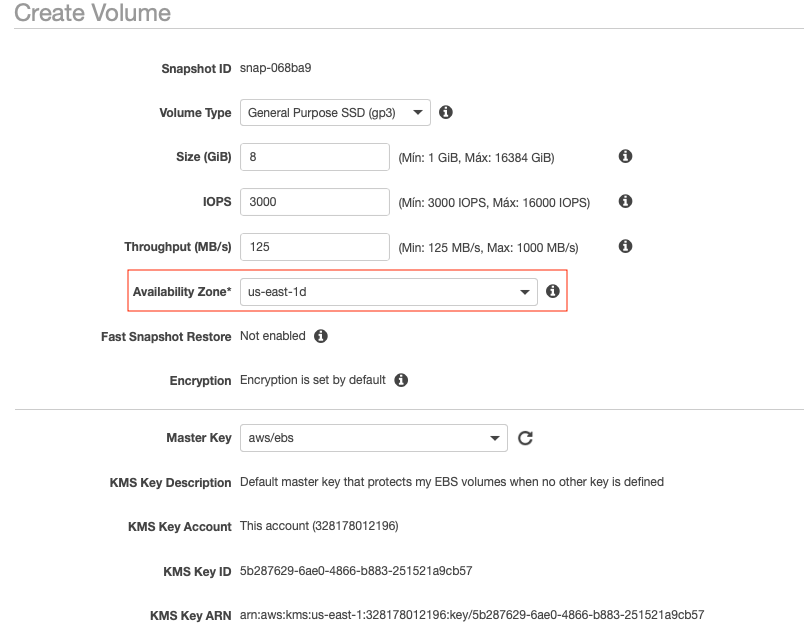 Create Volume
Snapshot ID snap-068ba9
Volume Type General Purpose SSD (gp3)
Size (GiB) 8 (Mín: 1 GiB, Máx: 16384 GiB)
IOPS 3000 (Mín: 3000 IOPS, Máx: 16000 IOPS)
Throughput (MB/s) 125 (Min: 125 MB/s, Max: 1000 MB/s)
Availability Zone* us-east-1d
Fast Snapshot Restore Not enabled
Encryption Encryption is set by default
Master Key aws/ebs
KMS Key Description Default master key that protects my EBS volumes when no other key is defined
KMS Key Account This account (328178012196)
KMS Key ID 5b287629-6ae0-4866-b883-251521a9cb57
KMS Key ARN arn:aws:kms:us-east-1:328178012196:key/5b287629-6ae0-4866-b883-251521a9cb57